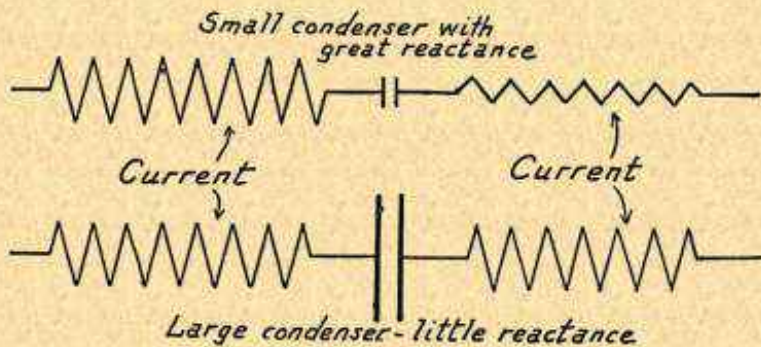 Small condenser with
great reactance
Current
Current
Large condenser - little reactance